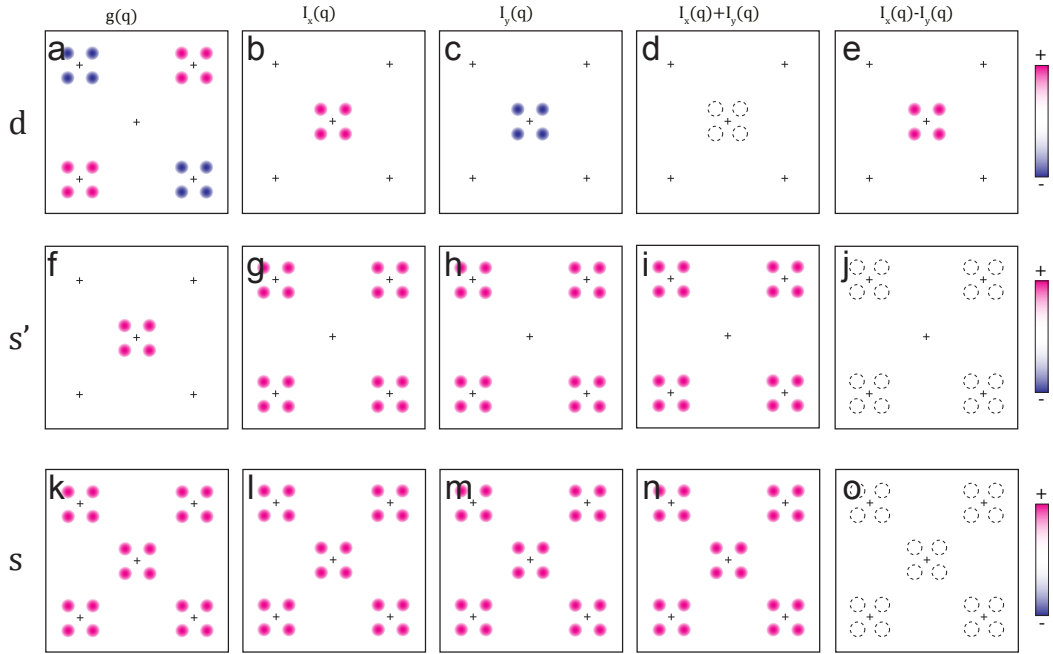 g(q) I_x(q) I_y(q) I_x(q)+I_y(q) I_x(q)-I_y(q)
d a b c d e + -
s' f g h i j + -
s k l m n o + -